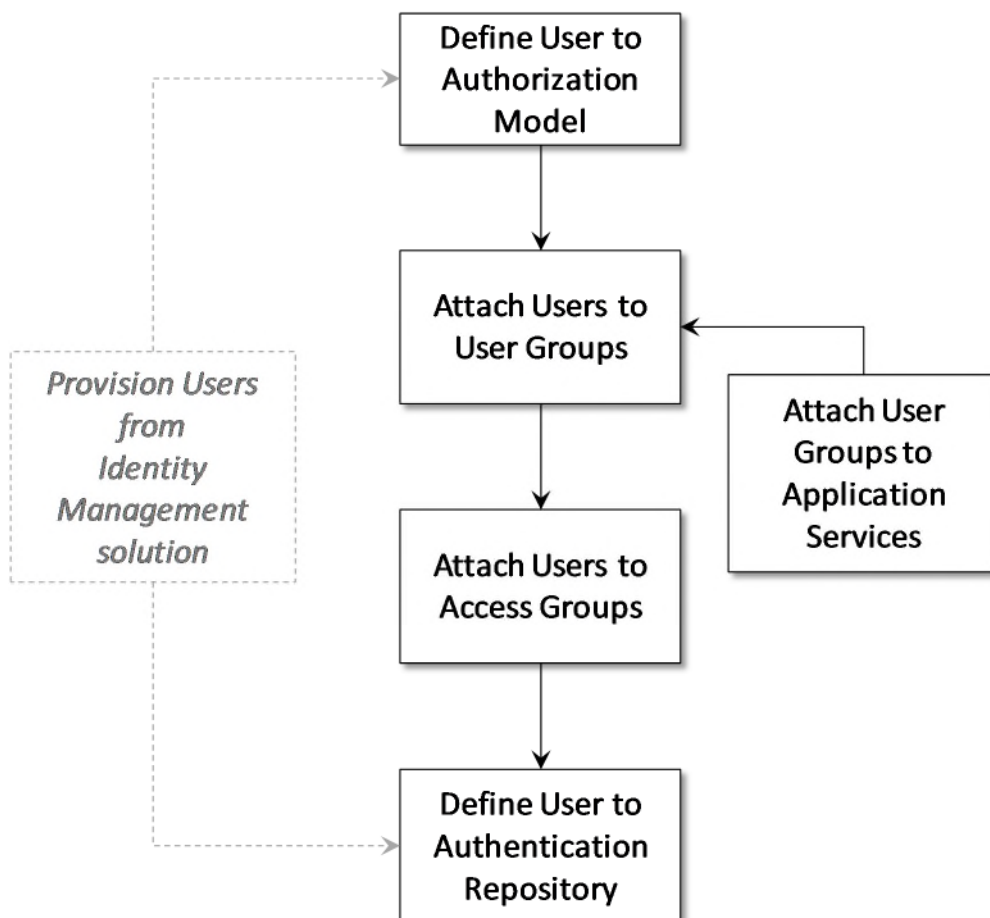 Define User to
Authorization
Model
Attach Users to
User Groups
Provision Users
from
Identity
Management
solution
Attach User
Groups to
Application
Services
Attach Users to
Access Groups
Define User to
Authentication
Repository